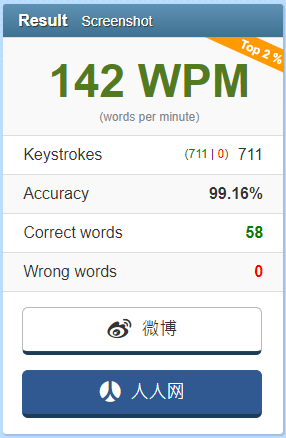 Result Screenshot
Top 2 %
142 WPM
(words per minute)
Keystrokes (711 | 0) 711
Accuracy 99.16%
Correct words 58
Wrong words 0
微博
人人网